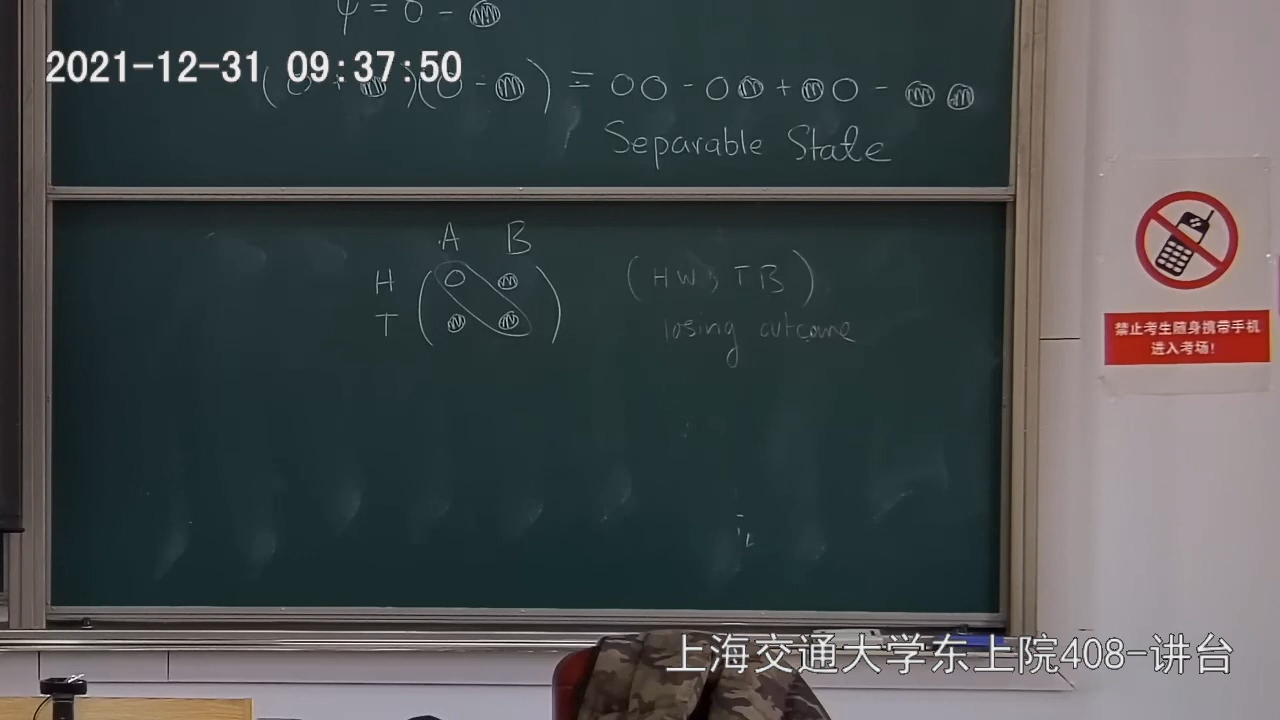 ψ = O -
2021-12-31 09:37:50
( O + )( O - ) = OO - O + O -
Separable State
A B
H
T
(HW, TB)
losing outcome
禁止考生随身携带手机
进入考场!
上海交通大学东上院408-讲台